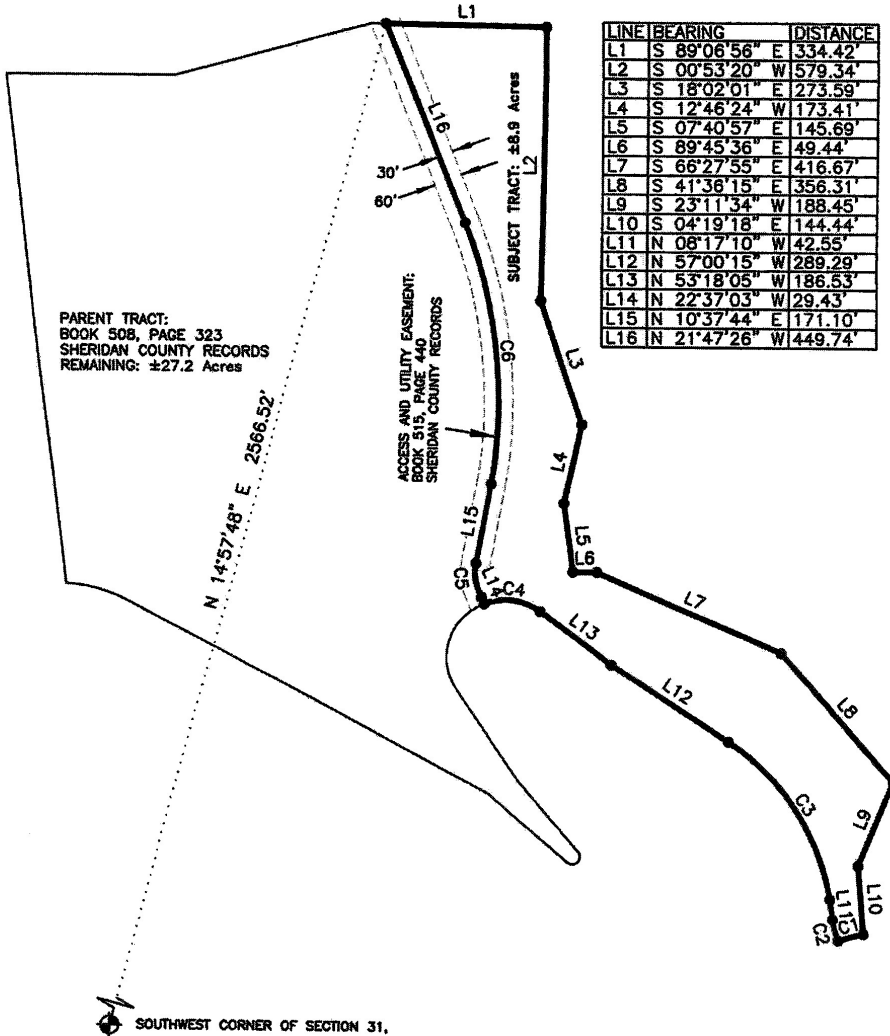 L1
LINE BEARING DISTANCE
L1 S 89°06'56" E 334.42'
L2 S 00°53'20" W 579.34'
L3 S 18°02'01" E 273.59'
L4 S 12°46'24" W 173.41'
L5 S 07°40'57" E 145.69'
L6 S 89°45'36" E 49.44'
L7 S 66°27'55" E 416.67'
L8 S 41°36'15" E 356.31'
L9 S 23°11'34" W 188.45'
L10 S 04°19'18" E 144.44'
L11 N 08°17'10" W 42.55'
L12 N 57°00'15" W 289.29'
L13 N 53°18'05" W 186.53'
L14 N 22°37'03" W 29.43'
L15 N 10°37'44" E 171.10'
L16 N 21°47'26" W 449.74'
L16
30'
60'
SUBJECT TRACT: ±8.9 Acres
L2
PARENT TRACT:
BOOK 508, PAGE 323
SHERIDAN COUNTY RECORDS
REMAINING: ±27.2 Acres
ACCESS AND UTILITY EASEMENT:
BOOK 515, PAGE 440
SHERIDAN COUNTY RECORDS
C6
L3
N 14°57'48" E 2566.52'
L4
L15
L5
L6
C5
L14
C4
L7
L13
L12
L8
C3
L9
L11
L10
C1
C2
SOUTHWEST CORNER OF SECTION 31,